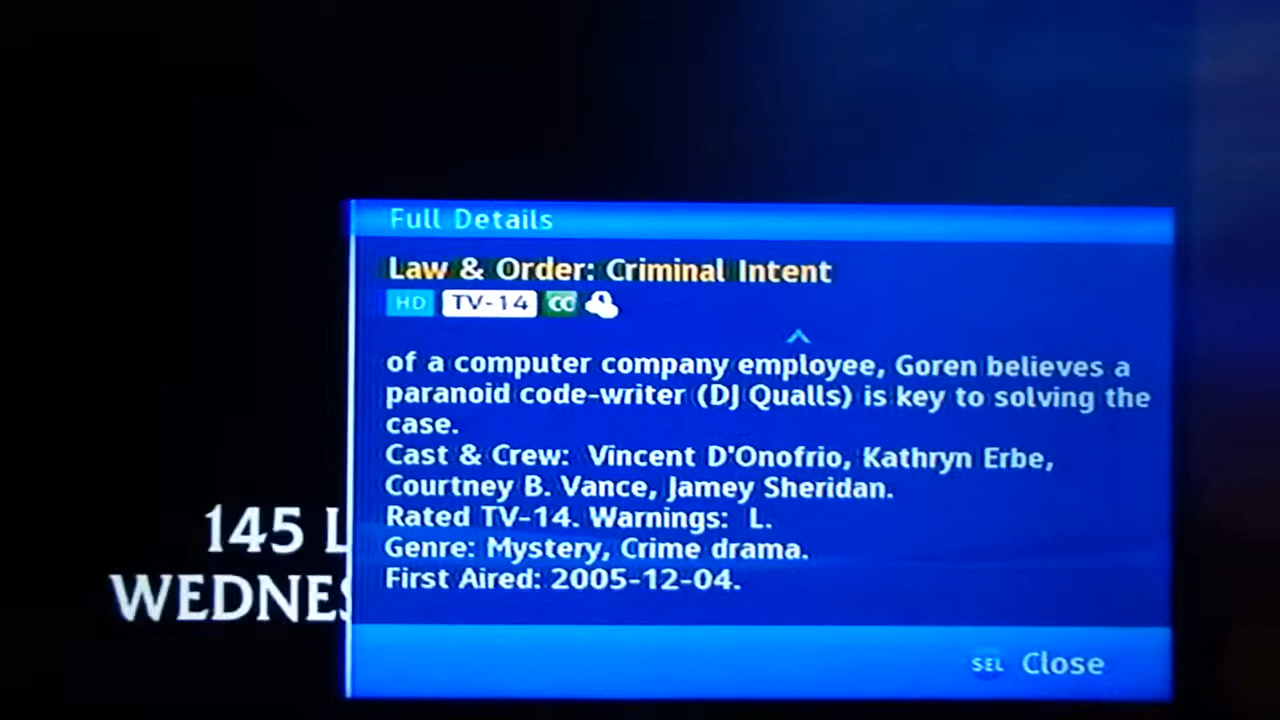 Full Details
Law & Order: Criminal Intent
HD TV-14 CC
of a computer company employee, Goren believes a
paranoid code-writer (DJ Qualls) is key to solving the
case.
Cast & Crew: Vincent D'Onofrio, Kathryn Erbe,
Courtney B. Vance, Jamey Sheridan.
Rated TV-14. Warnings: L.
Genre: Mystery, Crime drama.
First Aired: 2005-12-04.
145 L
WEDNES
SEL Close